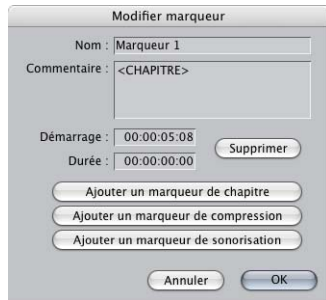 Modifier marqueur
Nom : Marqueur 1
Commentaire : <CHAPITRE>
Démarrage : 00:00:05:08
Supprimer
Durée : 00:00:00:00
Ajouter un marqueur de chapitre
Ajouter un marqueur de compression
Ajouter un marqueur de sonorisation
Annuler OK